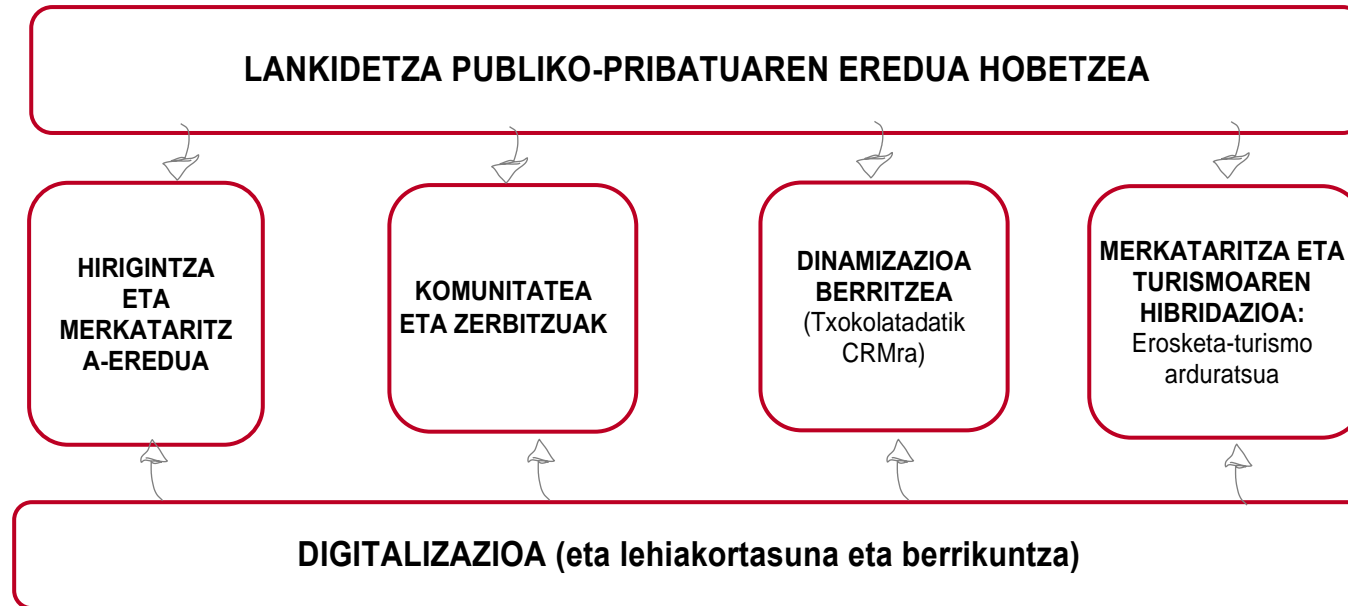 LANKIDETZA PUBLIKO-PRIBATUAREN EREDUA HOBETZEA
HIRIGINTZA
ETA
MERKATARITZ
A-EREDUA
KOMUNITATEA
ETA ZERBITZUAK
DINAMIZAZIOA
BERRITZEA
(Txokolatadatik
CRMra)
MERKATARITZA ETA
TURISMOAREN
HIBRIDAZIOA:
Erosketa-turismo
arduratsua
DIGITALIZAZIOA (eta lehiakortasuna eta berrikuntza)